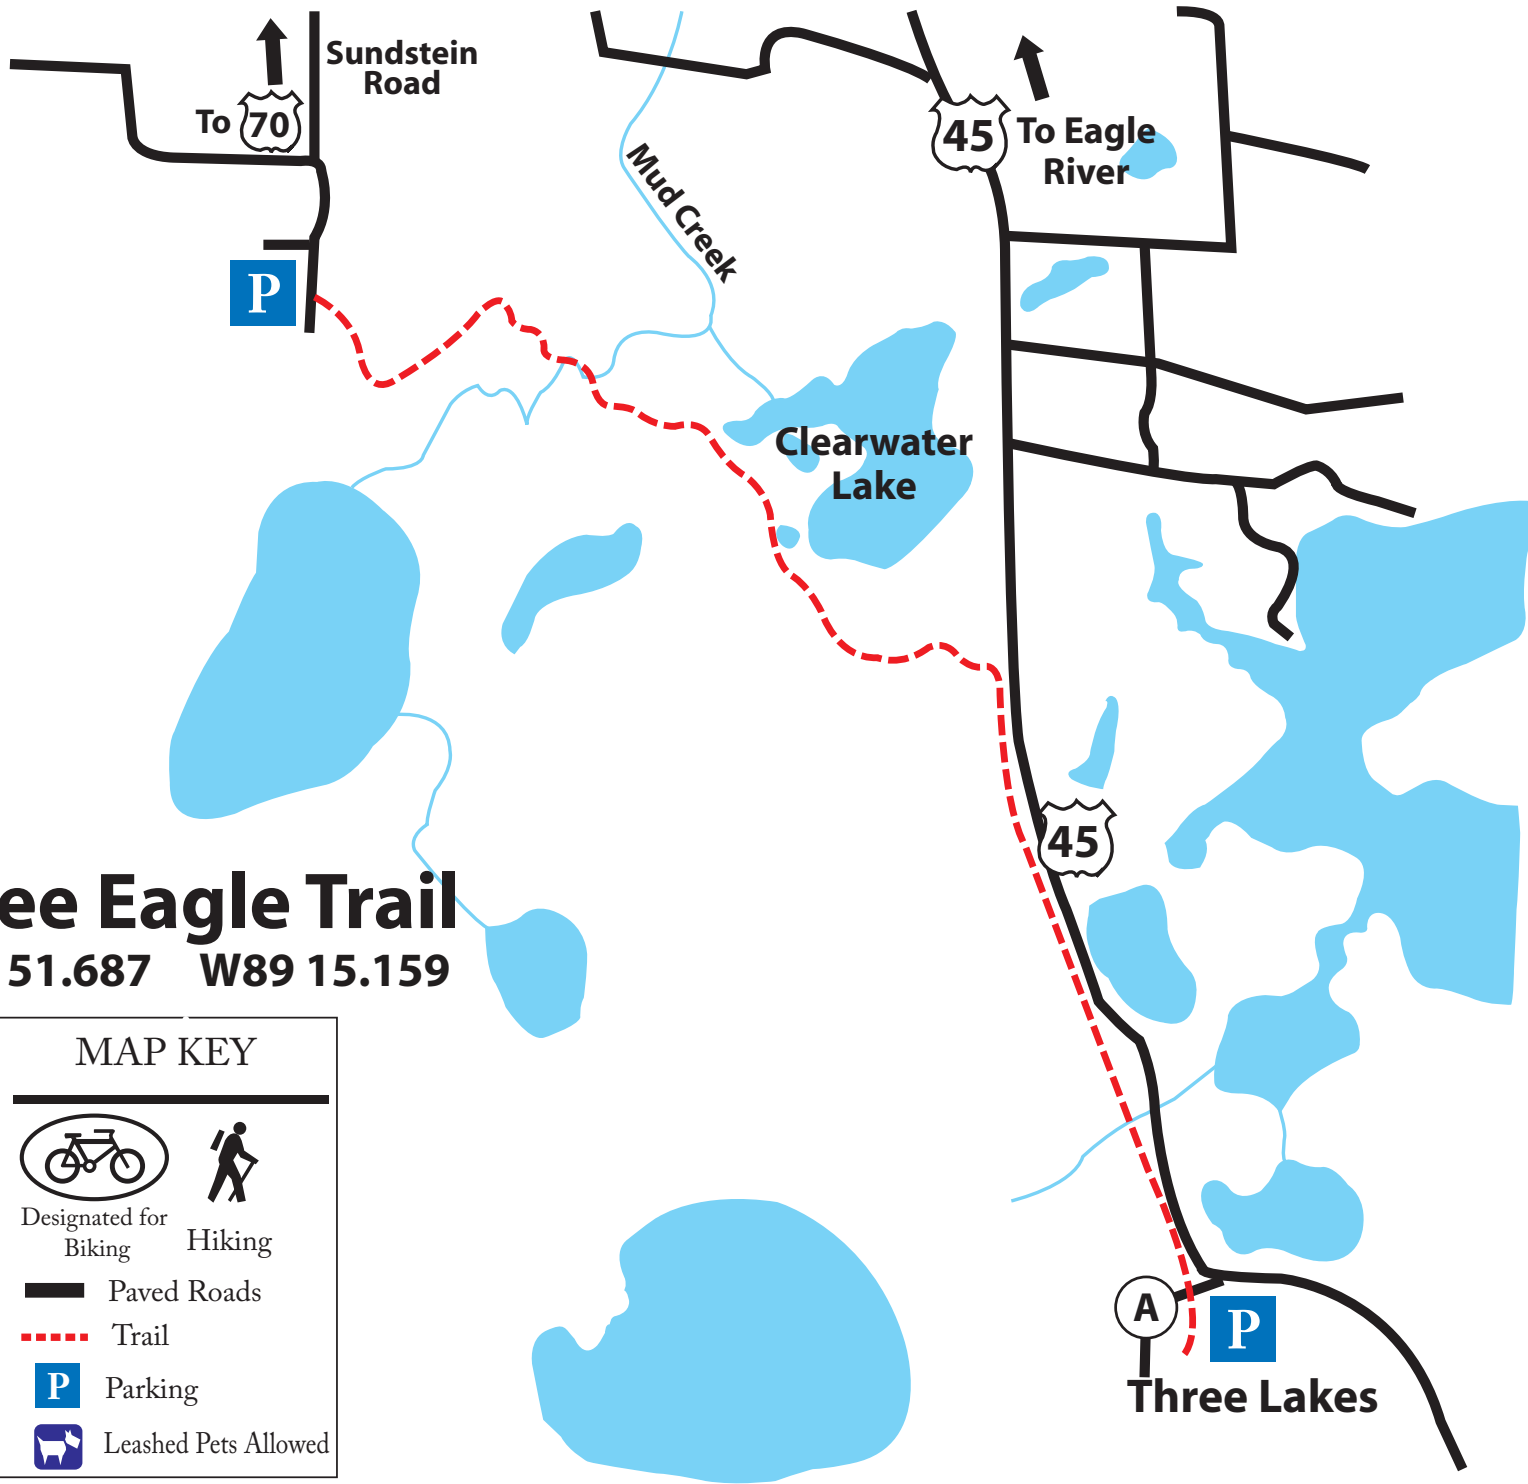 Sundstein
Road
To 70
45
To Eagle
River
P
Mud Creek
Clearwater
Lake
45
ee Eagle Trail
51.687 W89 15.159
MAP KEY
Designated for
Biking
Hiking
Paved Roads
Trail
P Parking
Leashed Pets Allowed
A
P
Three Lakes